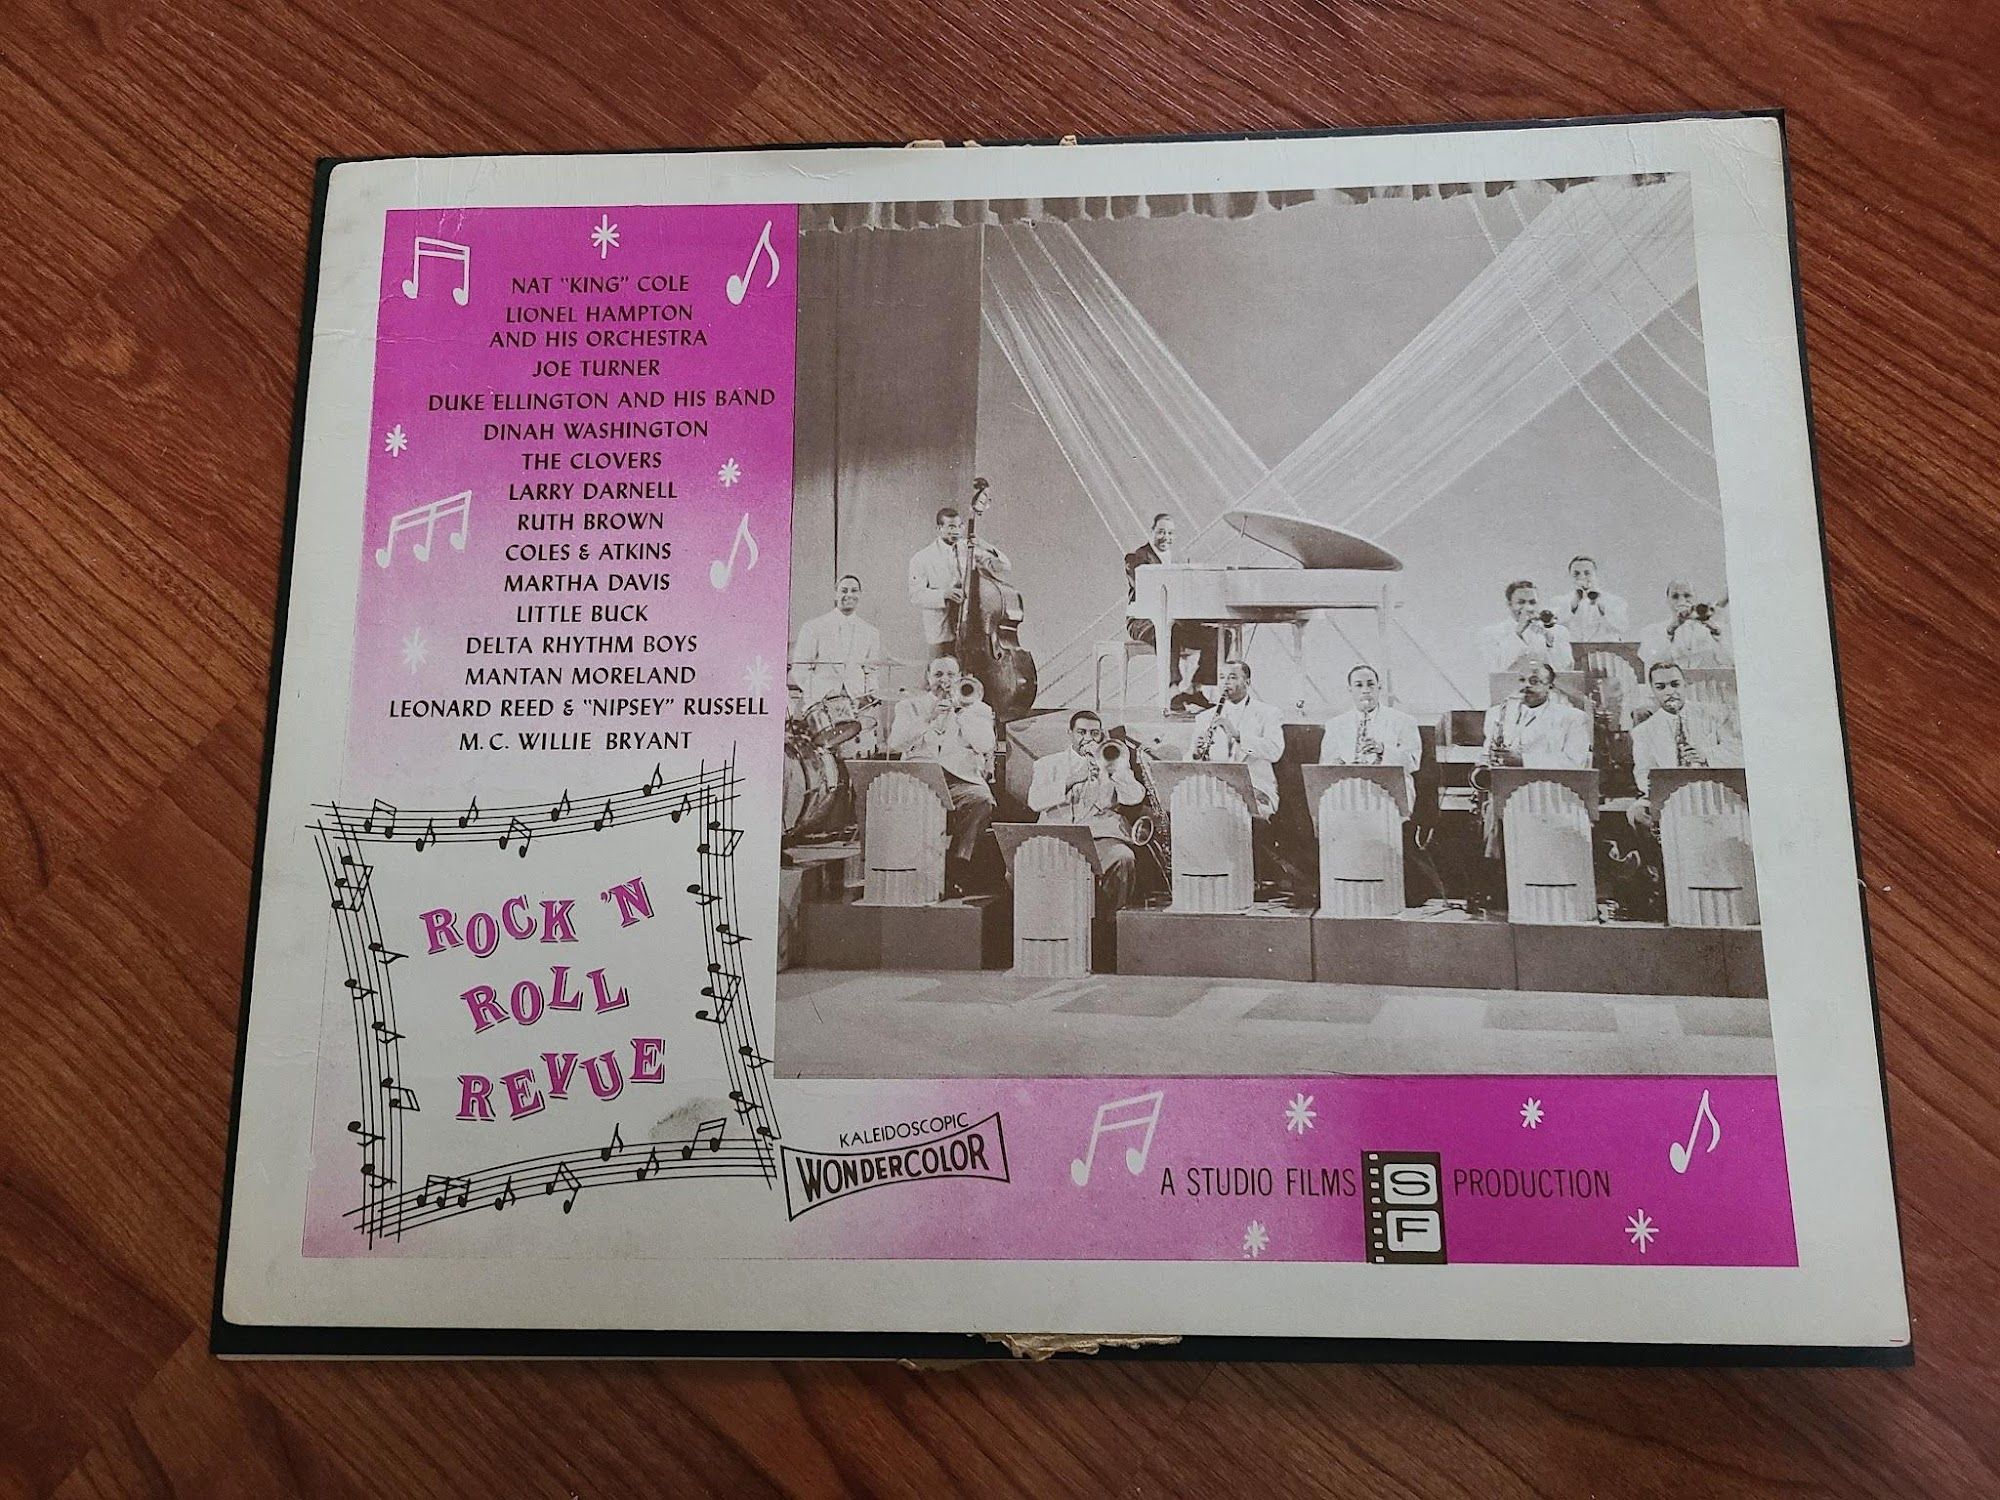 NAT "KING" COLE
LIONEL HAMPTON
AND HIS ORCHESTRA
JOE TURNER
DUKE ELLINGTON AND HIS BAND
DINAH WASHINGTON
THE CLOVERS
LARRY DARNELL
RUTH BROWN
COLES & ATKINS
MARTHA DAVIS
LITTLE BUCK
DELTA RHYTHM BOYS
MANTAN MORELAND
LEONARD REED & "NIPSEY" RUSSELL
M.C. WILLIE BRYANT
ROCK 'N
ROLL
REVUE
KALEIDOSCOPIC
WONDERCOLOR
A STUDIO FILMS SF PRODUCTION